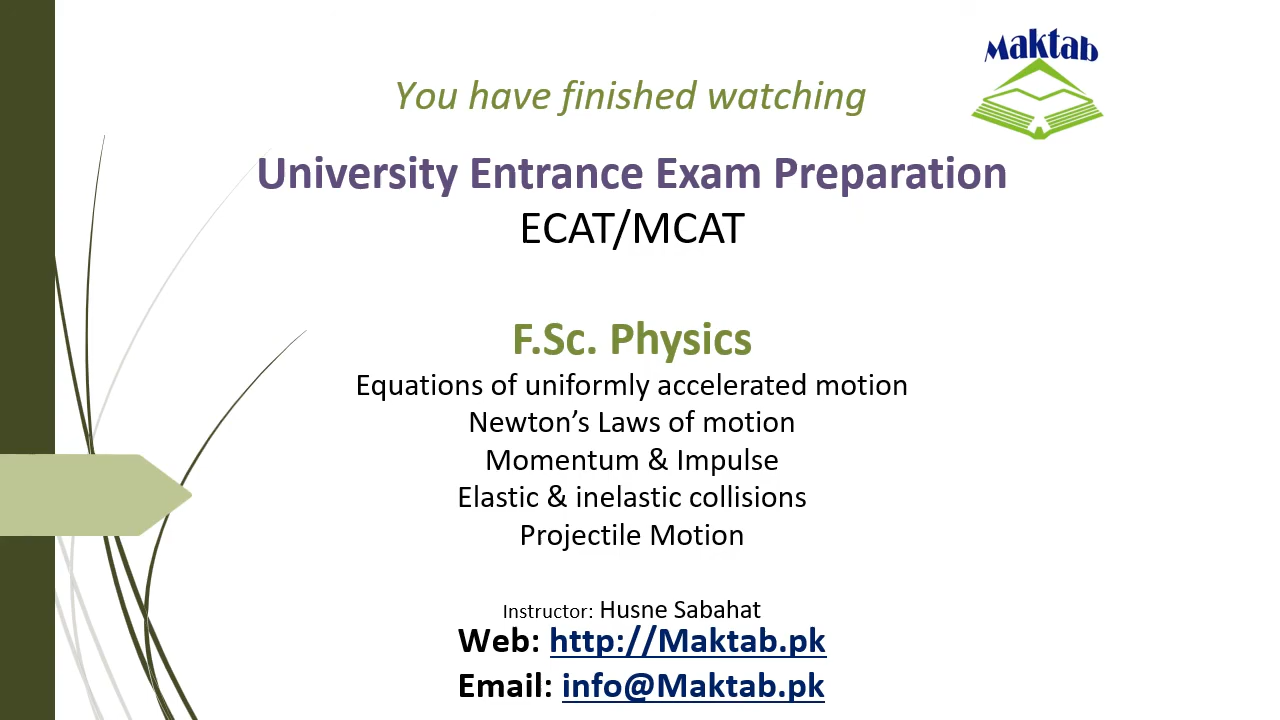 Maktab
You have finished watching
University Entrance Exam Preparation
ECAT/MCAT
F.Sc. Physics
Equations of uniformly accelerated motion
Newton’s Laws of motion
Momentum & Impulse
Elastic & inelastic collisions
Projectile Motion
Instructor: Husne Sabahat
Web: http://Maktab.pk
Email: info@Maktab.pk